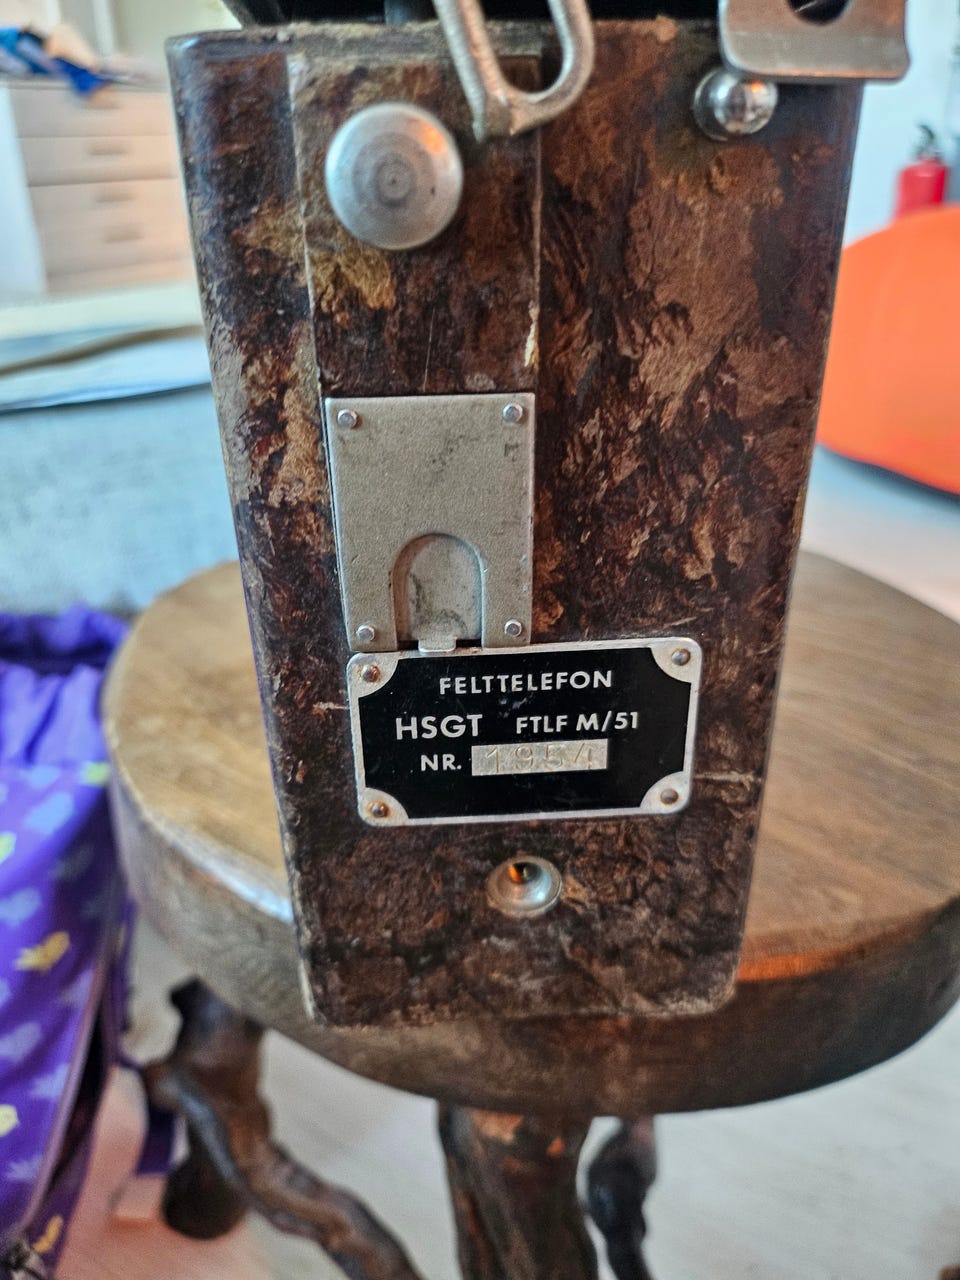 FELTTELEFON
HSGT FTLF M/51
NR. 1954